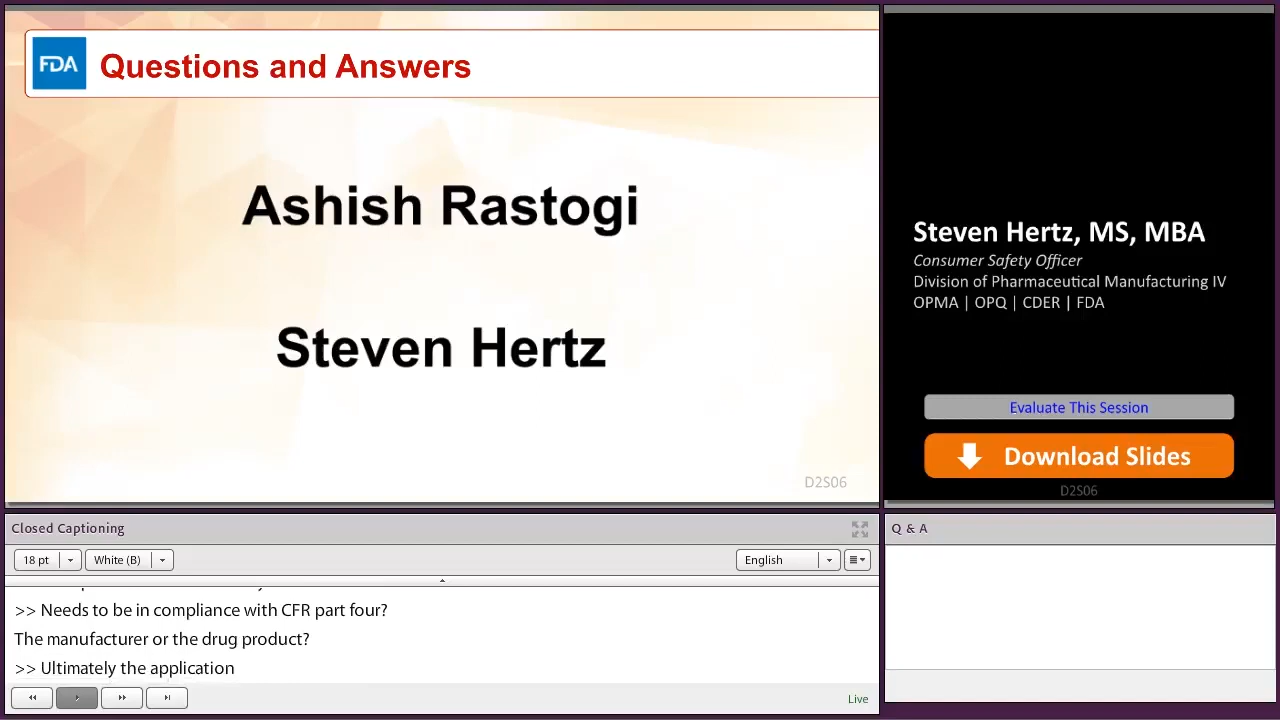 FDA
Questions and Answers
Ashish Rastogi
Steven Hertz
D2S06
Steven Hertz, MS, MBA
Consumer Safety Officer
Division of Pharmaceutical Manufacturing IV
OPMA | OPQ | CDER | FDA
Evaluate This Session
Download Slides
D2S06
Closed Captioning
18 pt
White (B)
English
>> Needs to be in compliance with CFR part four?
The manufacturer or the drug product?
>> Ultimately the application
Live
Q & A